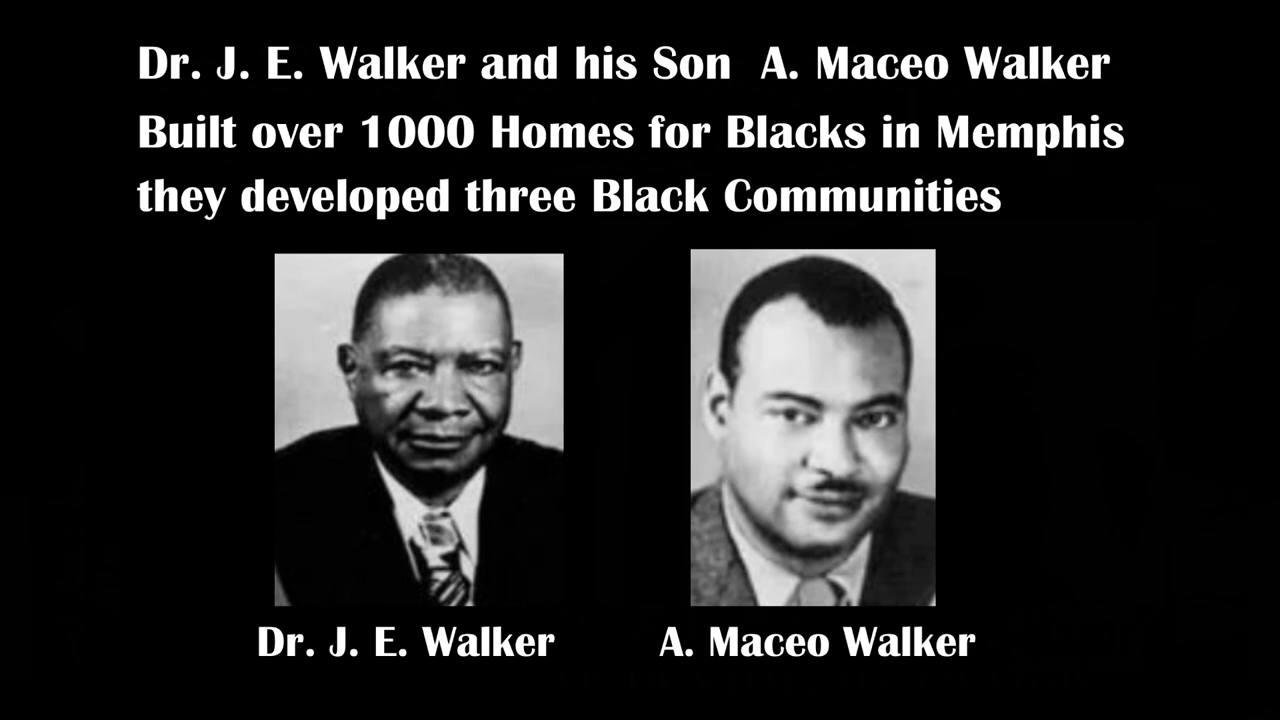 Dr. J. E. Walker and his Son A. Maceo Walker
Built over 1000 Homes for Blacks in Memphis
they developed three Black Communities
Dr. J. E. Walker
A. Maceo Walker